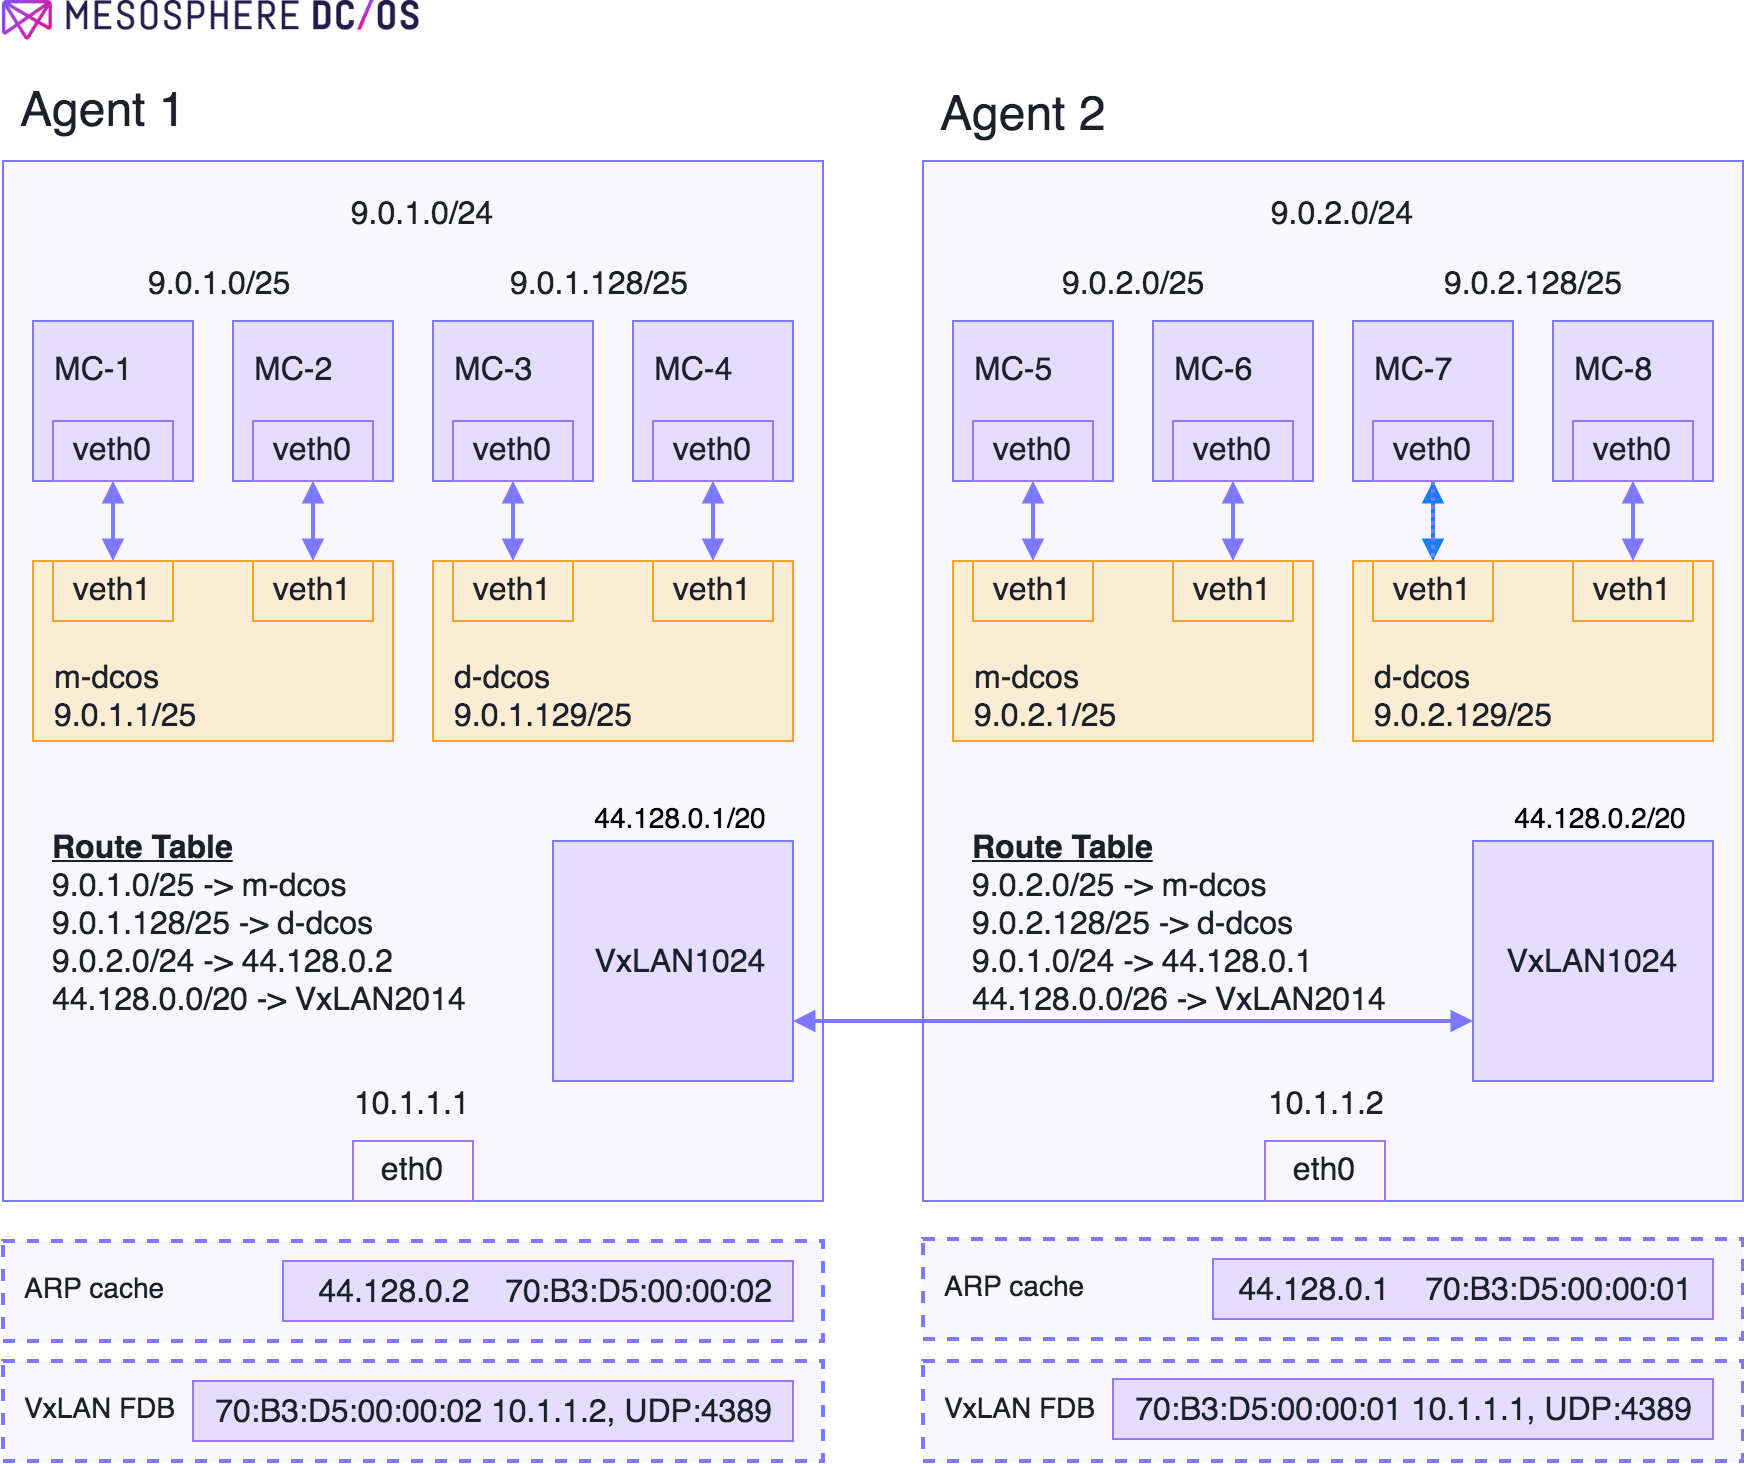 MESOSPHERE DC/OS
Agent 1
9.0.1.0/24
9.0.1.0/25
9.0.1.128/25
MC-1
MC-2
MC-3
MC-4
veth0
veth0
veth0
veth0
veth1
veth1
veth1
veth1
m-dcos
9.0.1.1/25
d-dcos
9.0.1.129/25
44.128.0.1/20
Route Table
9.0.1.0/25 -> m-dcos
9.0.1.128/25 -> d-dcos
9.0.2.0/24 -> 44.128.0.2
44.128.0.0/20 -> VxLAN2014
VxLAN1024
10.1.1.1
eth0
ARP cache
44.128.0.2 70:B3:D5:00:00:02
VxLAN FDB
70:B3:D5:00:00:02 10.1.1.2, UDP:4389
Agent 2
9.0.2.0/24
9.0.2.0/25
9.0.2.128/25
MC-5
MC-6
MC-7
MC-8
veth0
veth0
veth0
veth0
veth1
veth1
veth1
veth1
m-dcos
9.0.2.1/25
d-dcos
9.0.2.129/25
44.128.0.2/20
Route Table
9.0.2.0/25 -> m-dcos
9.0.2.128/25 -> d-dcos
9.0.1.0/24 -> 44.128.0.1
44.128.0.0/26 -> VxLAN2014
VxLAN1024
10.1.1.2
eth0
ARP cache
44.128.0.1 70:B3:D5:00:00:01
VxLAN FDB
70:B3:D5:00:00:01 10.1.1.1, UDP:4389